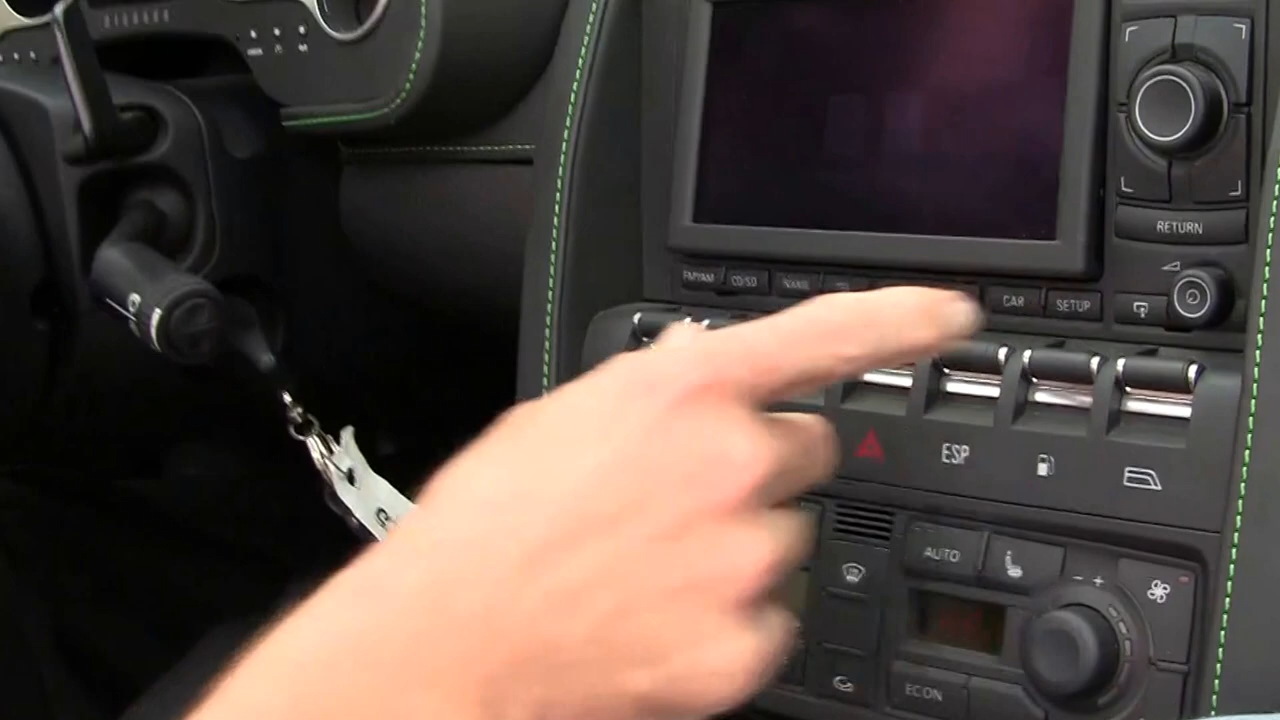 RETURN
FM/AM CD/SD NAME CAR SETUP
ESP
AUTO
- +
ECON